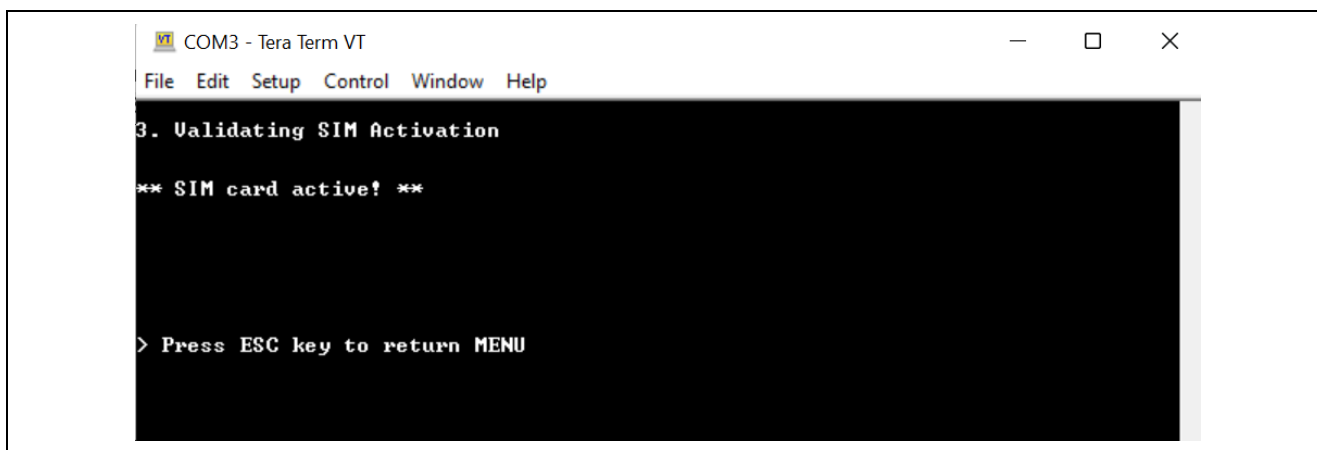 VT COM3 - Tera Term VT
File Edit Setup Control Window Help
3. Validating SIM Activation
** SIM card active! **
> Press ESC key to return MENU